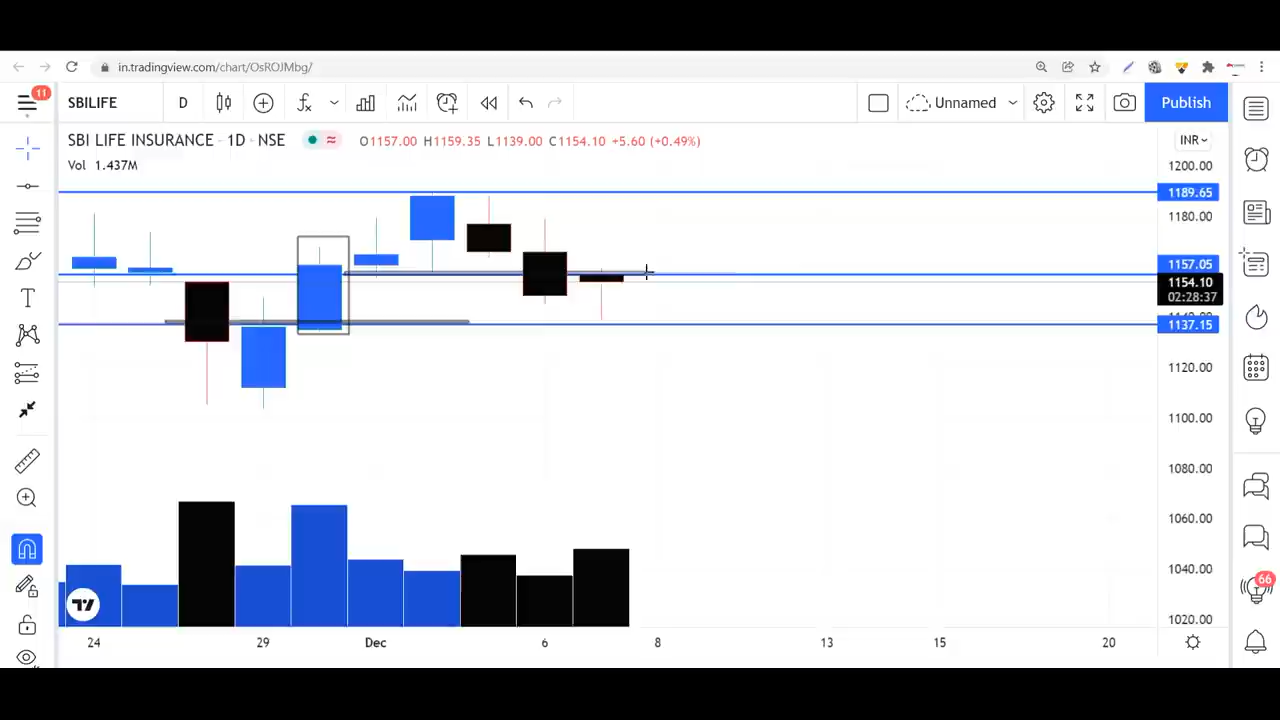 in.tradingview.com/chart/OsROJMbg/
11
SBILIFE
D
Unnamed
Publish
SBI LIFE INSURANCE · 1D · NSE
O1157.00 H1159.35 L1139.00 C1154.10 +5.60 (+0.49%)
INR
Vol 1.437M
1200.00
1189.65
1180.00
1157.05
1154.10
02:28:37
1137.15
1120.00
1100.00
1080.00
1060.00
1040.00
1020.00
66
24
29
Dec
6
8
13
15
20